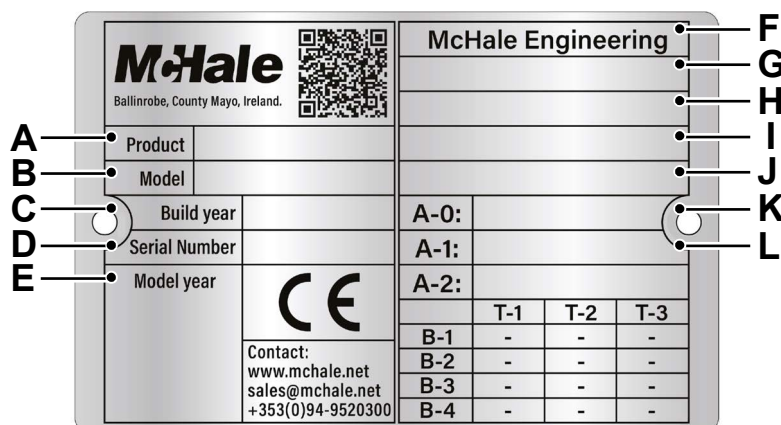 McHale
Ballinrobe, County Mayo, Ireland.
Product
Model
Build year
Serial Number
Model year
CE
Contact:
www.mchale.net
sales@mchale.net
+353(0)94-9520300
McHale Engineering
A-0:
A-1:
A-2:
T-1 T-2 T-3
B-1 - - -
B-2 - - -
B-3 - - -
B-4 - - -
A
B
C
D
E
F
G
H
I
J
K
L